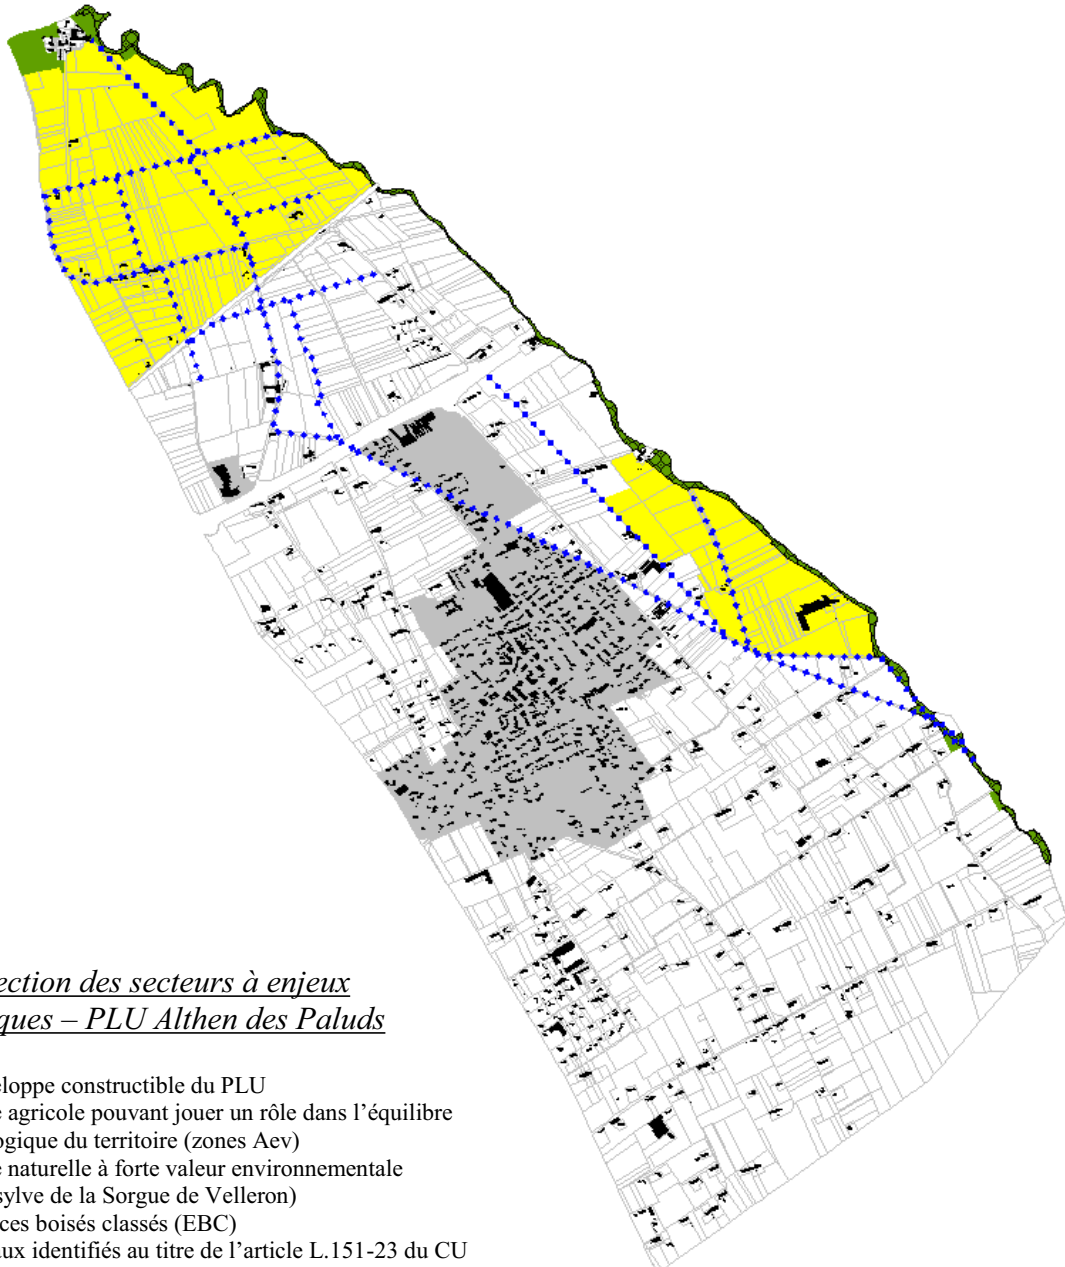 ection des secteurs à enjeux
ques – PLU Althen des Paluds
eloppe constructible du PLU
e agricole pouvant jouer un rôle dans l’équilibre
ogique du territoire (zones Aev)
e naturelle à forte valeur environnementale
sylve de la Sorgue de Velleron)
ces boisés classés (EBC)
aux identifiés au titre de l’article L.151-23 du CU